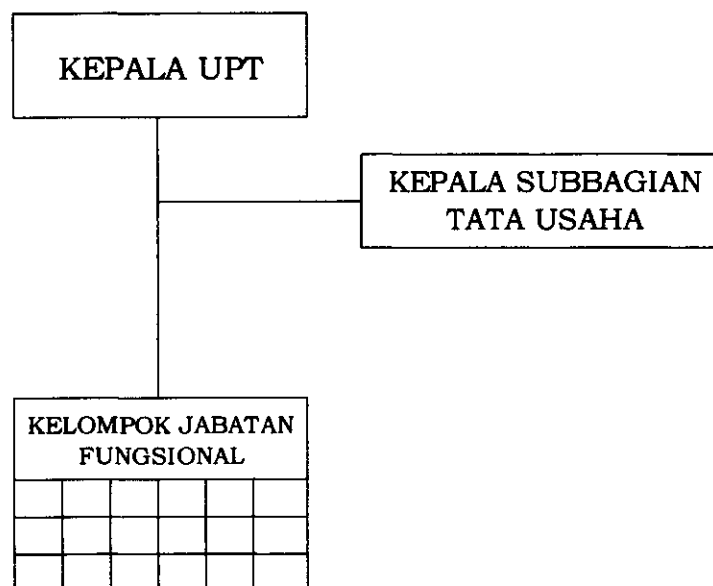 KEPALA UPT
KEPALA SUBBAGIAN
TATA USAHA
KELOMPOK JABATAN
FUNGSIONAL